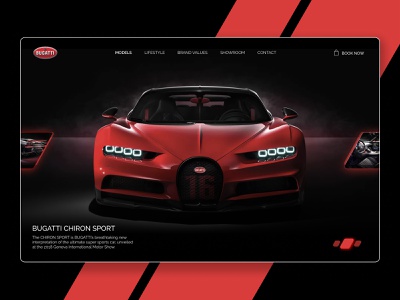 BUGATTI
MODELS
LIFESTYLE
BRAND VALUES
SHOWROOM
CONTACT
BOOK NOW
16
BUGATTI CHIRON SPORT
The CHIRON SPORT is BUGATTI's breathtaking new
interpretation of the ultimate super sports car unveiled
at the 2018 Geneva International Motor Show